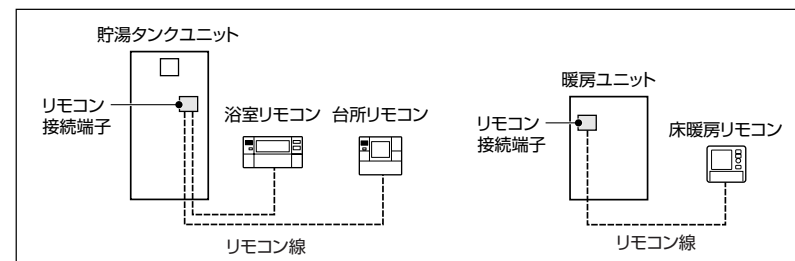 貯湯タンクユニット
リモコン
接続端子
浴室リモコン
台所リモコン
リモコン線
暖房ユニット
リモコン
接続端子
床暖房リモコン
リモコン線